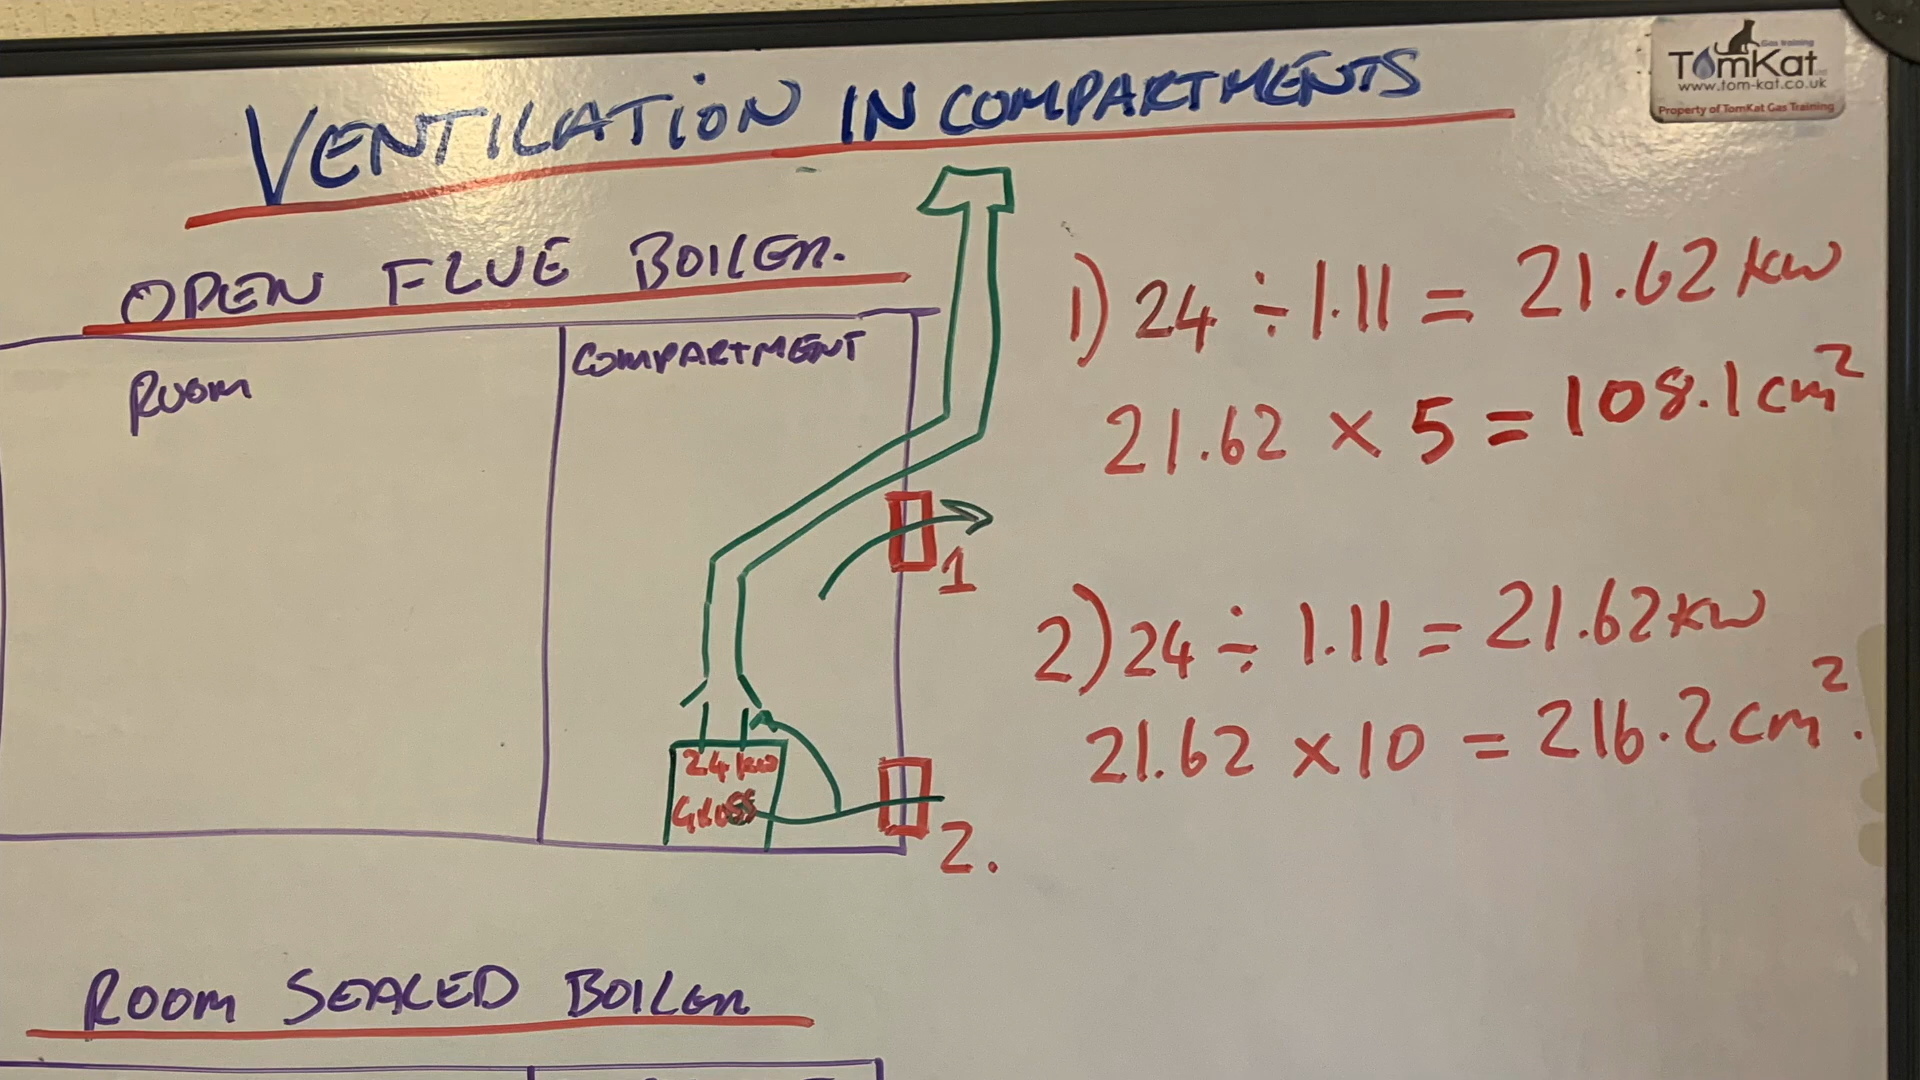 Gas training
TomKat
www.tom-kat.co.uk
Property of TomKat Gas Training
VENTILATION IN COMPARTMENTS
OPEN FLUE BOILER.
ROOM
COMPARTMENT
1) 24 ÷ 1.11 = 21.62 kw
21.62 × 5 = 108.1 cm²
1
2) 24 ÷ 1.11 = 21.62 kw
21.62 × 10 = 216.2 cm².
24 kw
GROSS
2.
ROOM SEALED BOILER